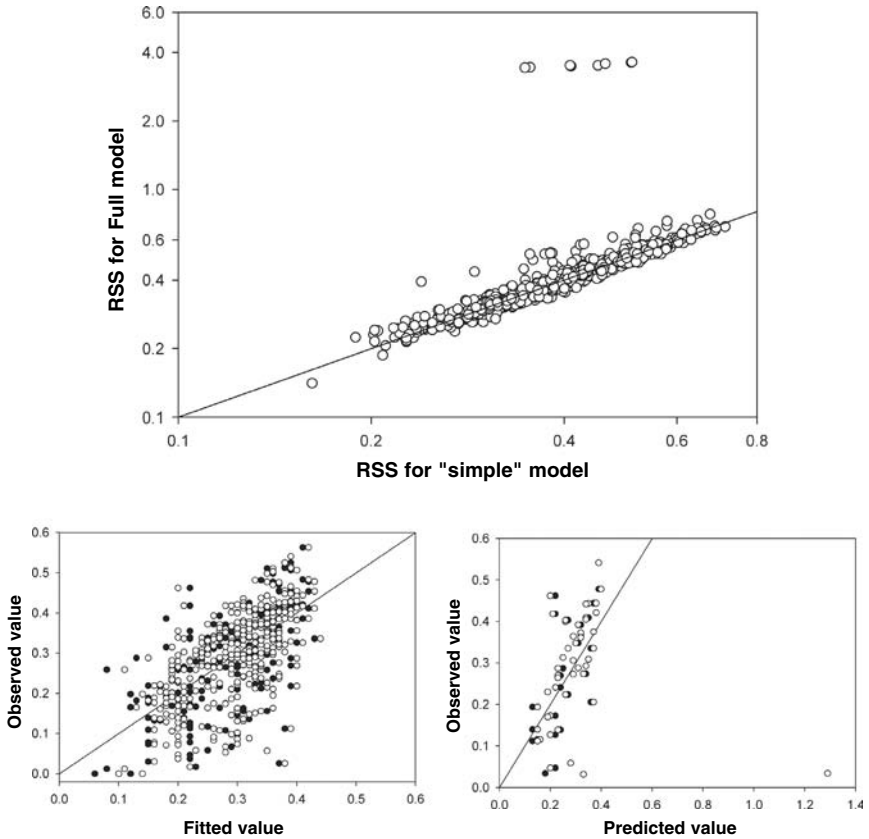 6.0
4.0
2.0
1.0
0.6
0.4
0.2
0.1
RSS for Full model
0.1 0.2 0.4 0.6 0.8
RSS for "simple" model
0.6
0.5
0.4
0.3
0.2
0.1
0.0
Observed value
0.0 0.1 0.2 0.3 0.4 0.5 0.6
Fitted value
0.6
0.5
0.4
0.3
0.2
0.1
0.0
Observed value
0.0 0.2 0.4 0.6 0.8 1.0 1.2 1.4
Predicted value